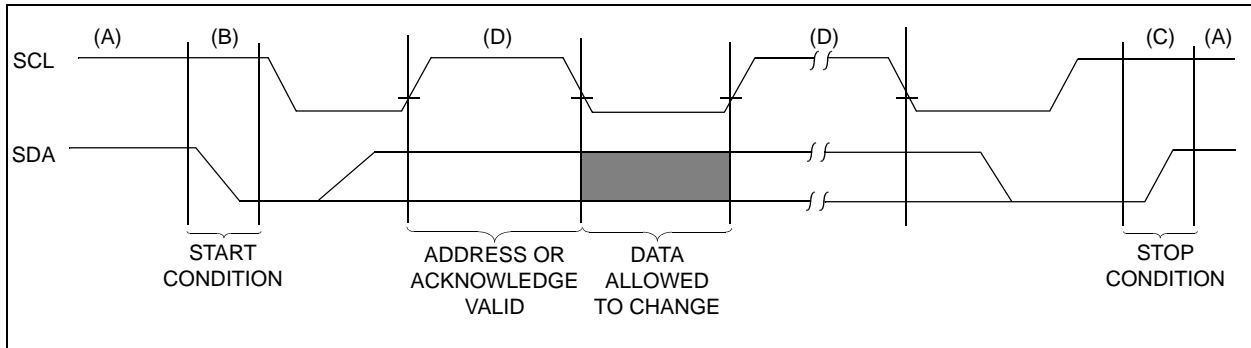 (A) (B) (D) (D) (C) (A)
SCL
SDA
START
CONDITION
ADDRESS OR
ACKNOWLEDGE
VALID
DATA
ALLOWED
TO CHANGE
STOP
CONDITION